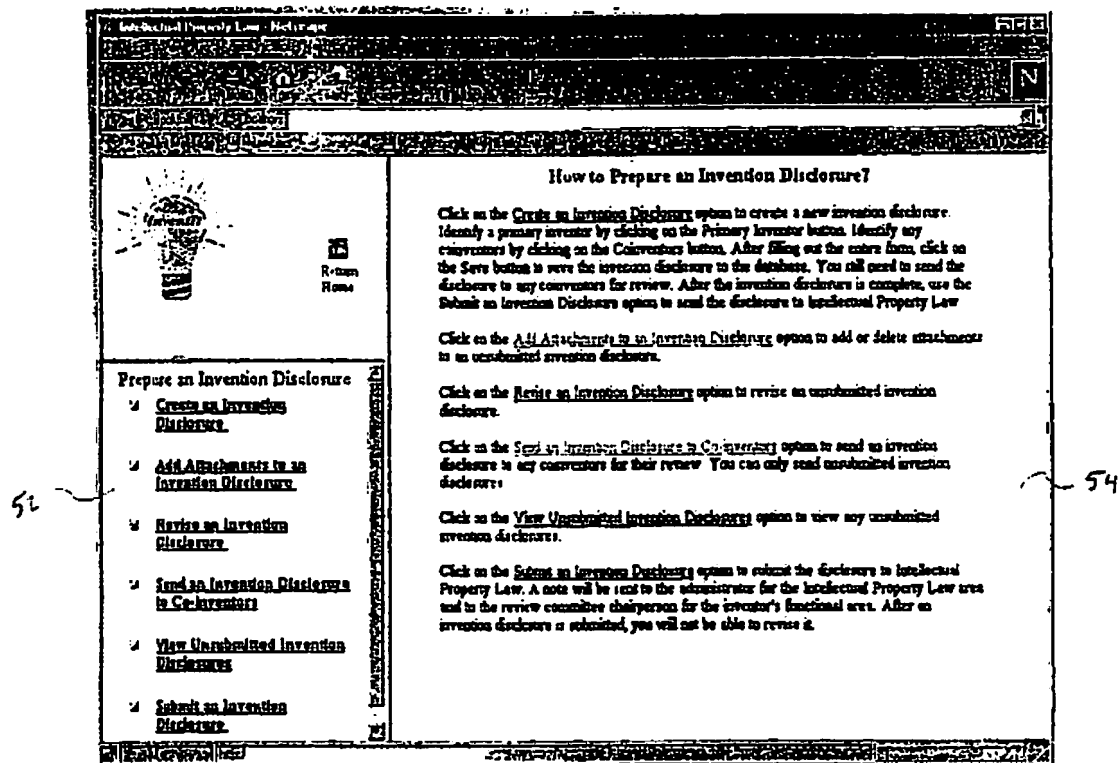 Intellectual Property Law - Netscape
N
Invent
Return
Home
Prepare an Invention Disclosure
Create an Invention
Disclosure
Add Attachments to an
Invention Disclosure
Revise an Invention
Disclosure
Send an Invention Disclosure
to Co-inventors
View Unsubmitted Invention
Disclosures
Submit an Invention
Disclosure
How to Prepare an Invention Disclosure?
Click on the Create an Invention Disclosure option to create a new invention disclosure.
Identify a primary inventor by clicking on the Primary Inventor button. Identify any
coinventors by clicking on the Coinventors button. After filling out the entire form, click on
the Save button to save the invention disclosure to the database. You still need to send the
disclosure to any coinventors for review. After the invention disclosure is complete, use the
Submit an Invention Disclosure option to send the disclosure to Intellectual Property Law
Click on the Add Attachments to an Invention Disclosure option to add or delete attachments
to an unsubmitted invention disclosure.
Click on the Revise an Invention Disclosure option to revise an unsubmitted invention
disclosure.
Click on the Send an Invention Disclosure to Co-inventors option to send an invention
disclosure to any coinventors for their review. You can only send unsubmitted invention
disclosures
Click on the View Unsubmitted Invention Disclosures option to view any unsubmitted
invention disclosures.
Click on the Submit an Invention Disclosure option to submit the disclosure to Intellectual
Property Law. A note will be sent to the administrator for the Intellectual Property Law area
and to the review committee chairperson for the inventor's functional area. After an
invention disclosure is submitted, you will not be able to revise it.
52
54